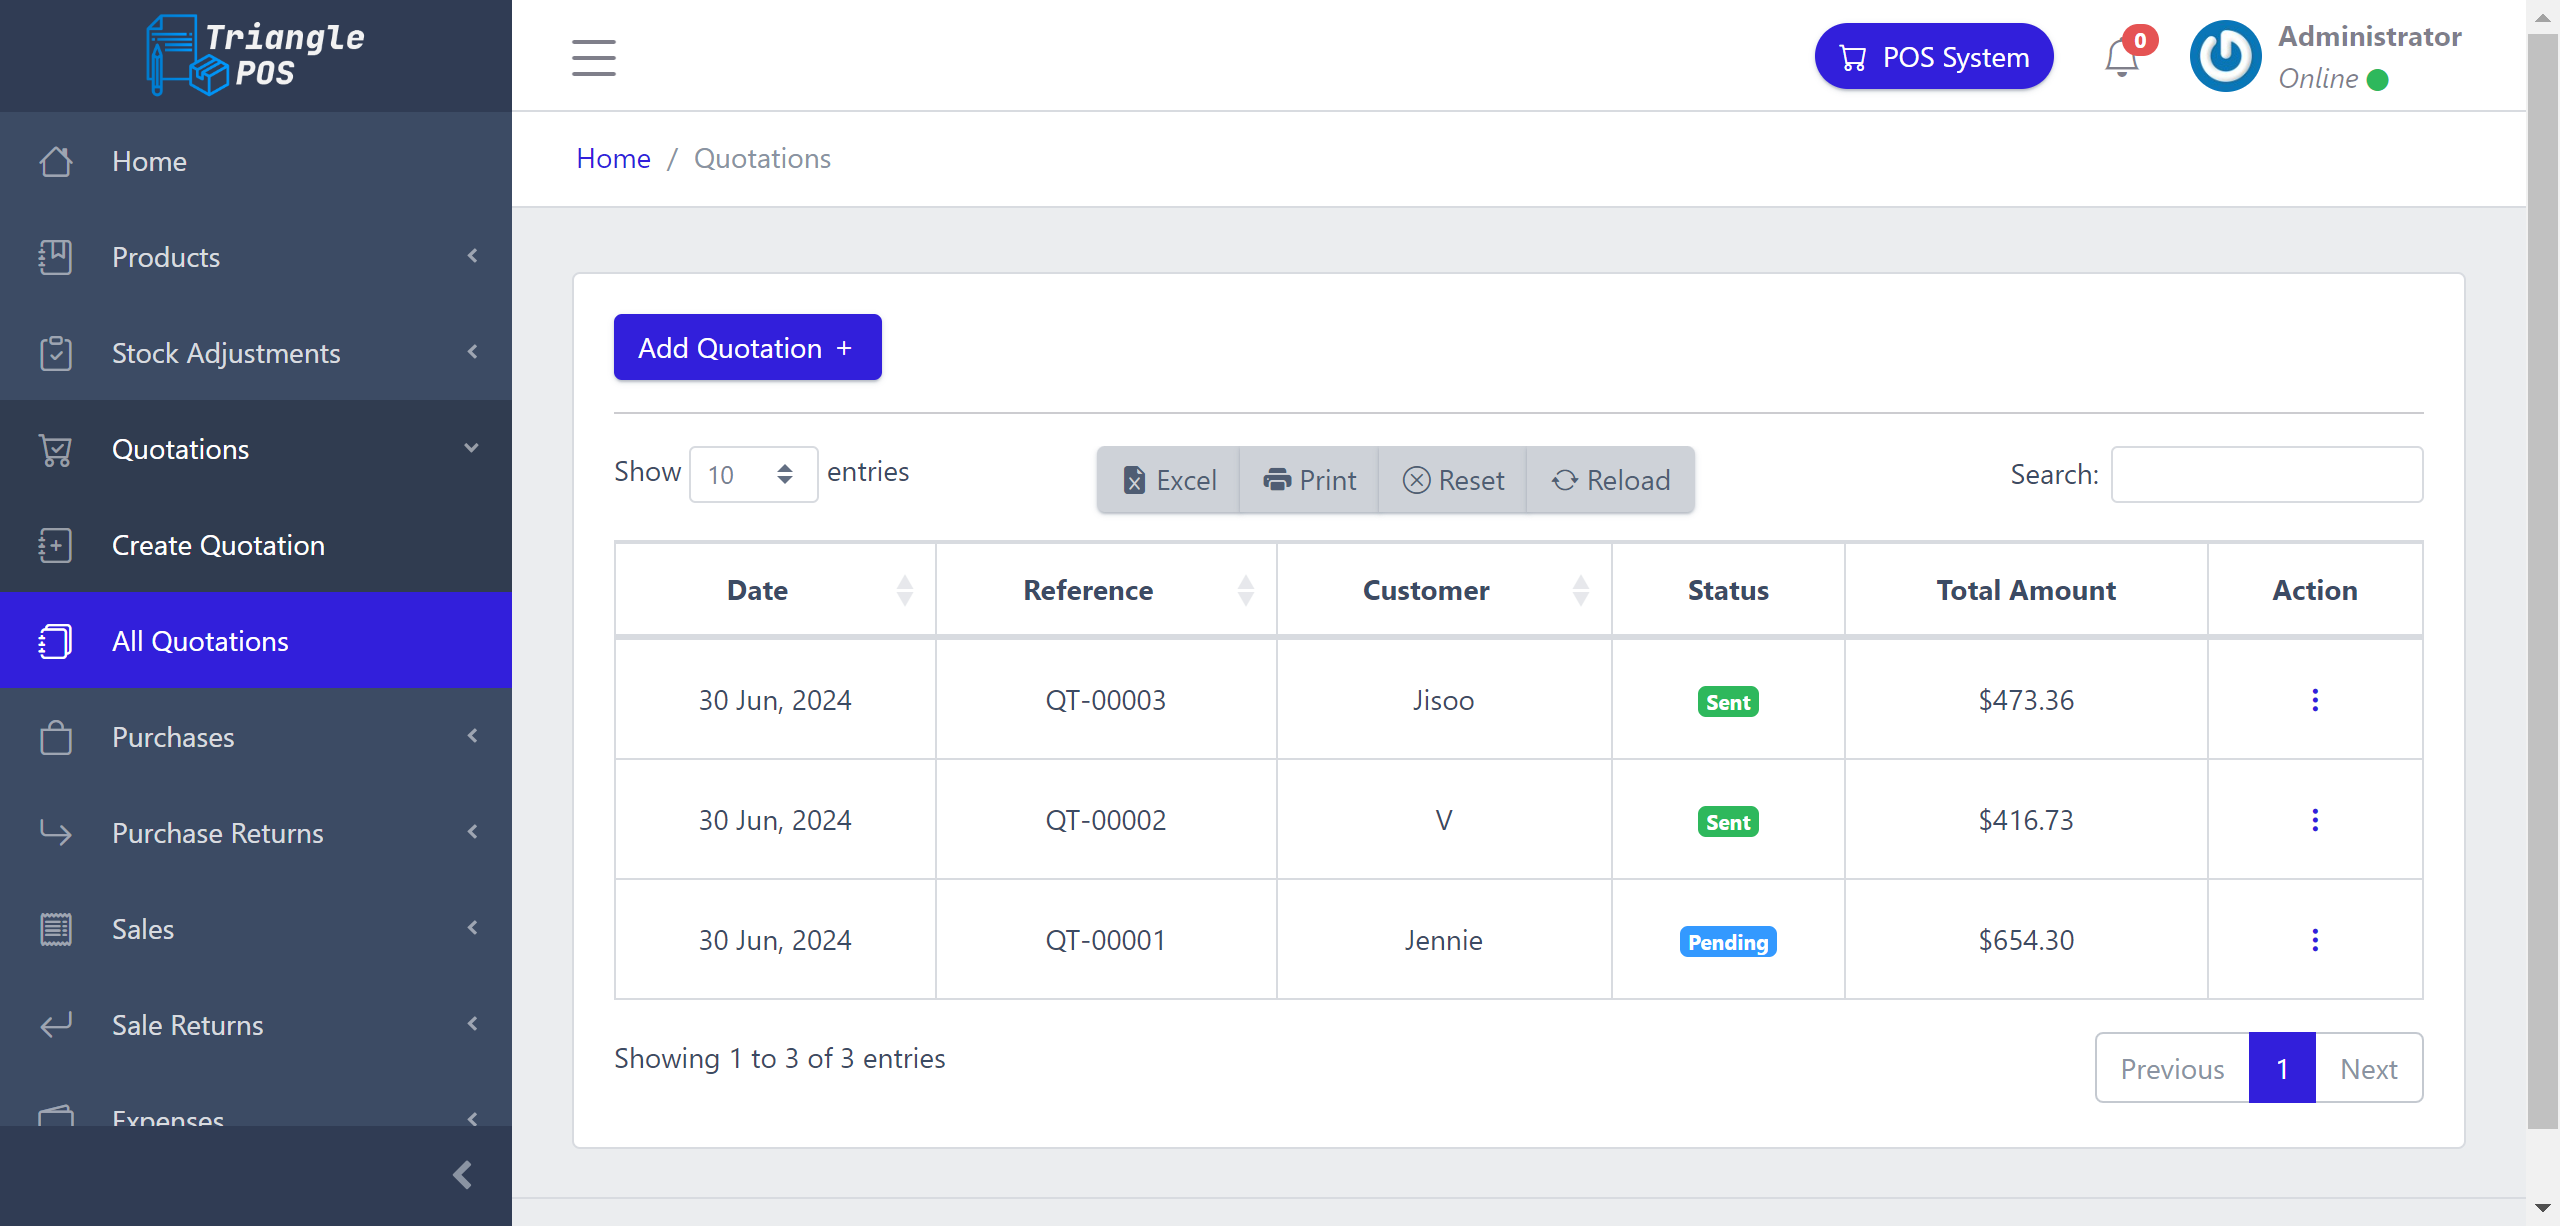 Triangle
POS
Home
Products
Stock Adjustments
Quotations
Create Quotation
All Quotations
Purchases
Purchase Returns
Sales
Sale Returns
Expenses
POS System
0
Administrator
Online
Home / Quotations
Add Quotation +
Show 10 entries
Excel Print Reset Reload
Search:
Date Reference Customer Status Total Amount Action
30 Jun, 2024 QT-00003 Jisoo Sent $473.36
30 Jun, 2024 QT-00002 V Sent $416.73
30 Jun, 2024 QT-00001 Jennie Pending $654.30
Showing 1 to 3 of 3 entries
Previous 1 Next